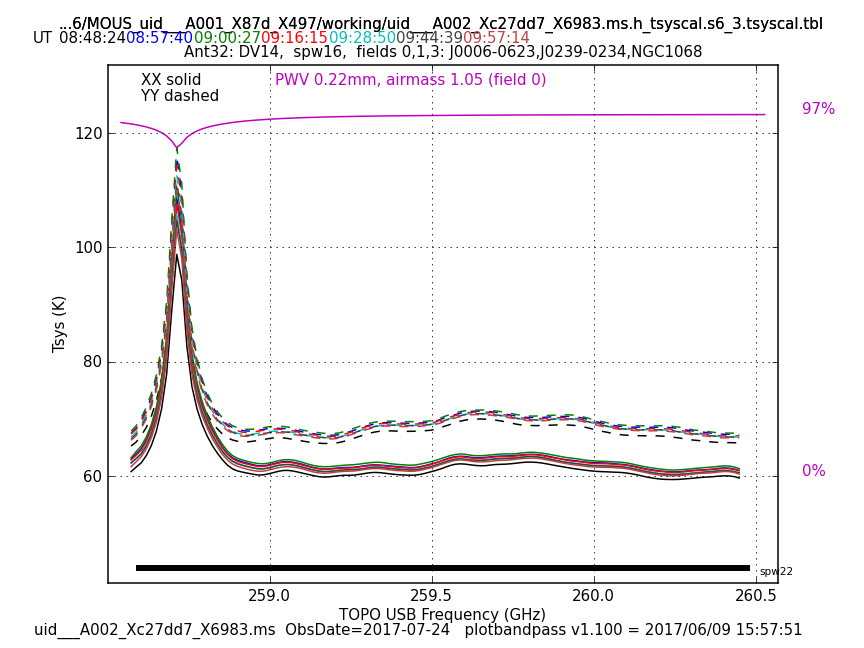 ...6/MOUS_uid___A001_X87d_X497/working/uid___A002_Xc27dd7_X6983.ms.h_tsyscal.s6_3.tsyscal.tbl
UT 08:48:24 08:57:40 09:00:27 09:16:15 09:28:50 09:44:39 09:57:14
Ant32: DV14, spw16, fields 0,1,3: J0006-0623,J0239-0234,NGC1068
XX solid
PWV 0.22mm, airmass 1.05 (field 0)
YY dashed
97%
120
100
Tsys (K)
80
60
0%
spw22
259.0 259.5 260.0 260.5
TOPO USB Frequency (GHz)
uid___A002_Xc27dd7_X6983.ms ObsDate=2017-07-24 plotbandpass v1.100 = 2017/06/09 15:57:51